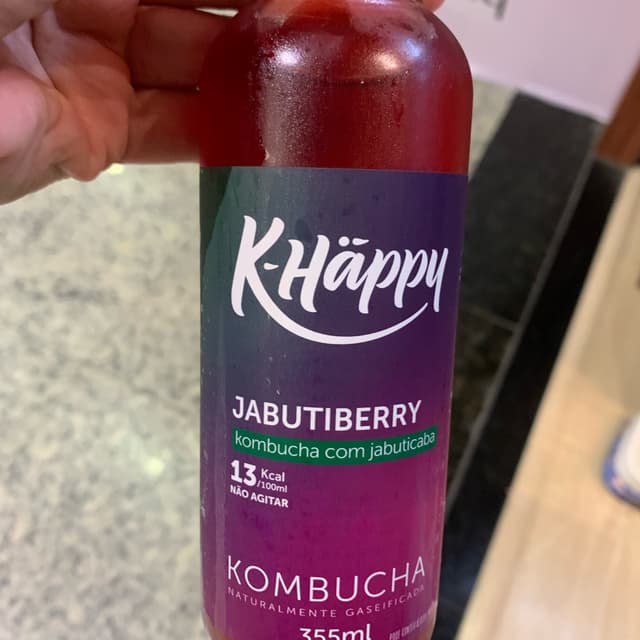 K-Häppy
JABUTIBERRY
kombucha com jabuticaba
13 Kcal
/100ml
NÃO AGITAR
KOMBUCHA
NATURALMENTE GASEIFICADA
355ml